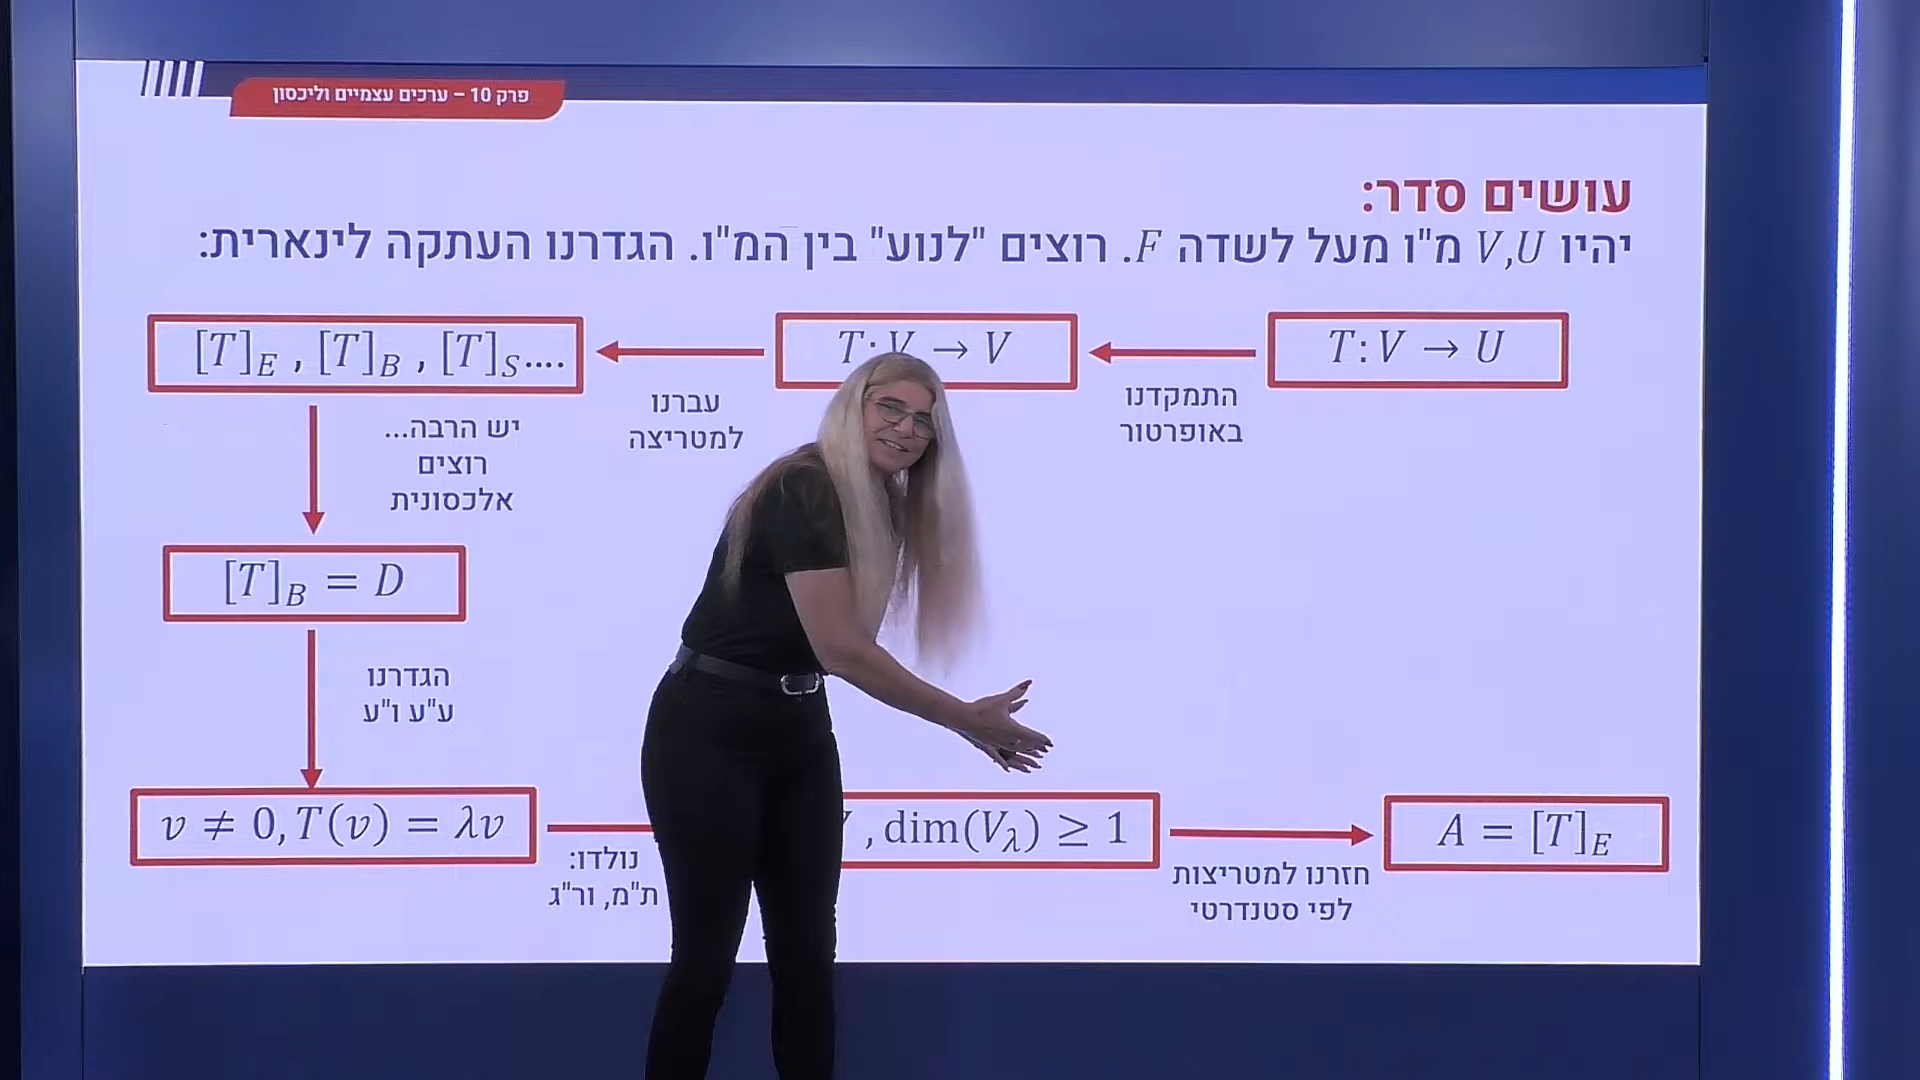 פרק 10 – ערכים עצמיים וליכסון
עושים סדר:
יהיו V,U מ"ו מעל לשדה F. רוצים "לנוע" בין המ"ו. הגדרנו העתקה לינארית:
T:V → U
התמקדנו
באופרטור
T:V → V
עברנו
למטריצה
[T]_E , [T]_B , [T]_S....
יש הרבה...
רוצים
אלכסונית
[T]_B = D
הגדרנו
ע"ע ו"ע
v ≠ 0, T(v) = λv
נולדו:
ת"מ, ור"ג
, dim(V_λ) ≥ 1
חזרנו למטריצות
לפי סטנדרטי
A = [T]_E